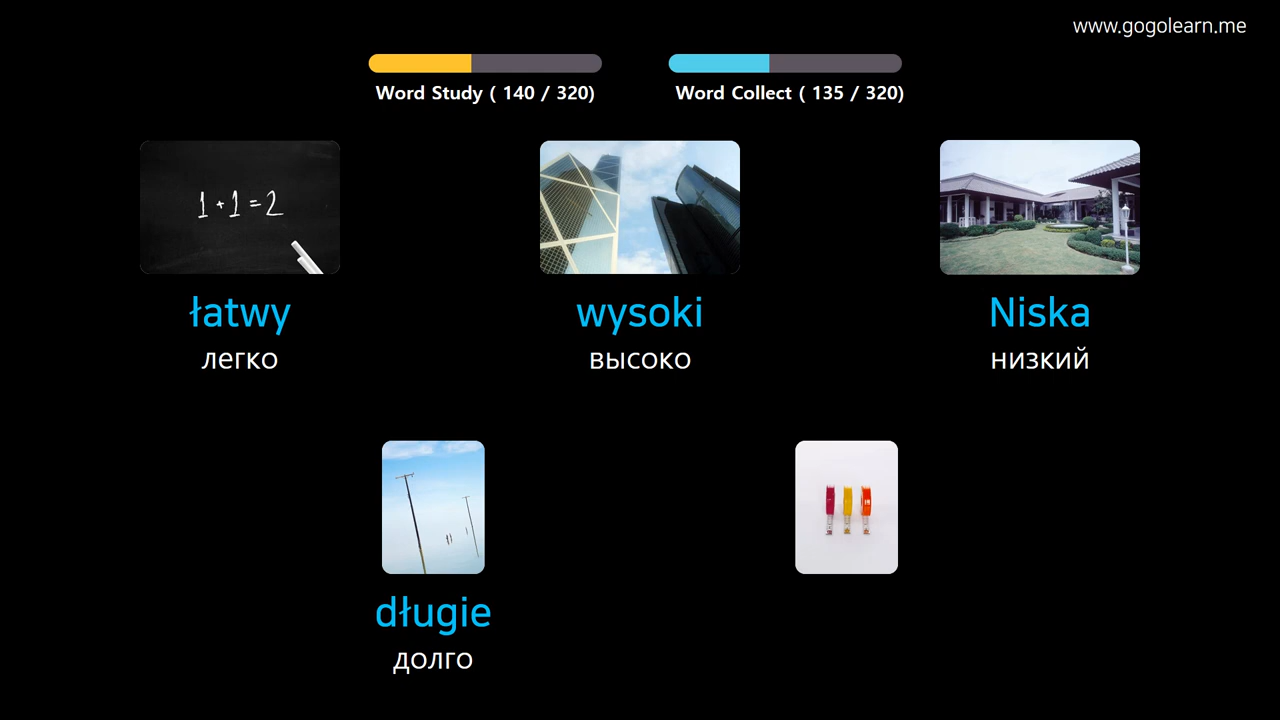 www.gogolearn.me
Word Study ( 140 / 320)
Word Collect ( 135 / 320)
1 + 1 = 2
łatwy
легко
wysoki
высоко
Niska
низкий
długie
долго